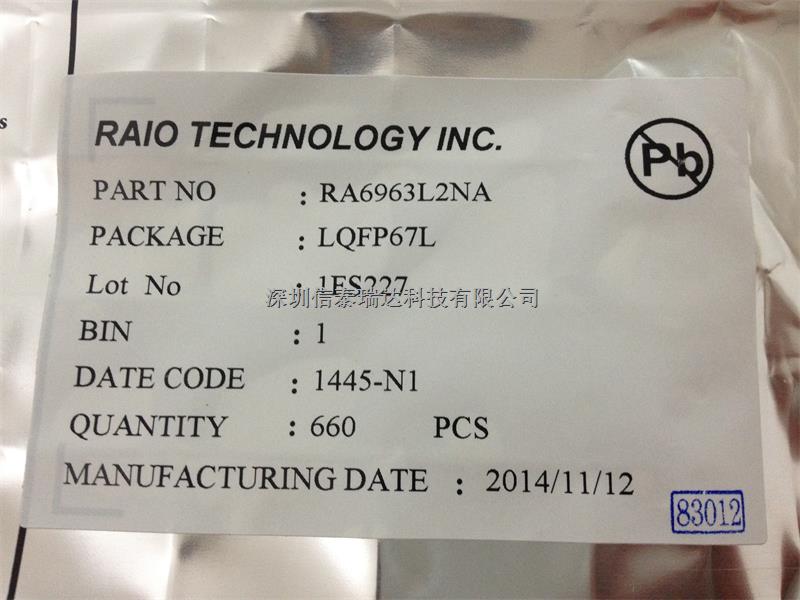 s
RAIO TECHNOLOGY INC.
Pb
PART NO : RA6963L2NA
PACKAGE : LQFP67L
Lot No : 1ES227
深圳信泰瑞达科技有限公司
BIN : 1
DATE CODE : 1445-N1
QUANTITY : 660 PCS
MANUFACTURING DATE : 2014/11/12
83012